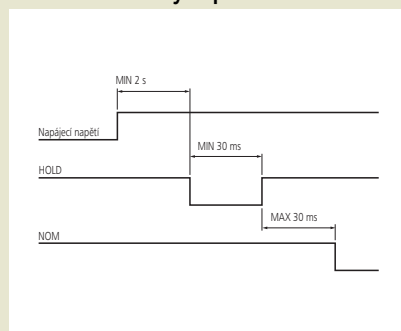 MIN 2 s
Napájecí napětí
MIN 30 ms
HOLD
MAX 30 ms
NOM